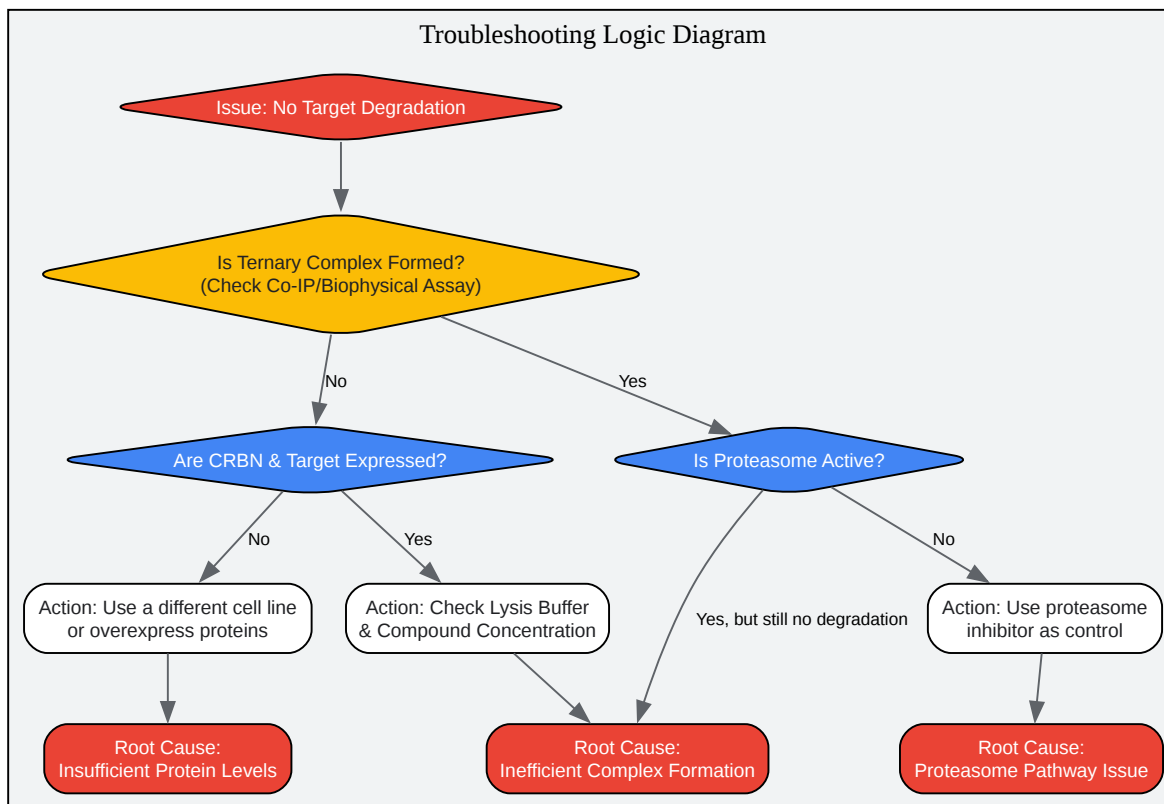 Troubleshooting Logic Diagram
Issue: No Target Degradation
Is Ternary Complex Formed?
(Check Co-IP/Biophysical Assay)
No
Yes
Are CRBN & Target Expressed?
Is Proteasome Active?
No
Yes
No
Action: Use a different cell line
or overexpress proteins
Action: Check Lysis Buffer
& Compound Concentration
Yes, but still no degradation
Action: Use proteasome
inhibitor as control
Root Cause:
Insufficient Protein Levels
Root Cause:
Inefficient Complex Formation
Root Cause:
Proteasome Pathway Issue